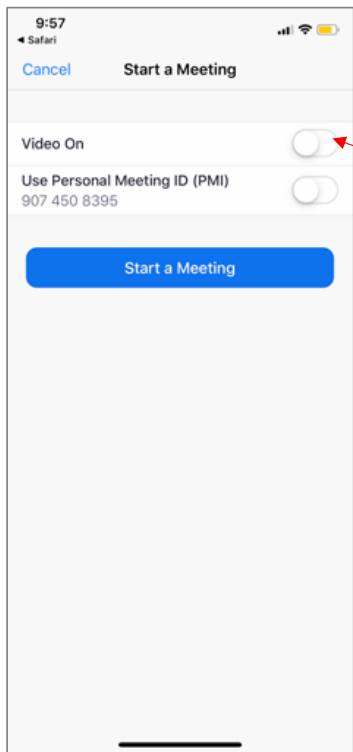 9:57
◀ Safari
Cancel Start a Meeting
Video On
Use Personal Meeting ID (PMI)
907 450 8395
Start a Meeting